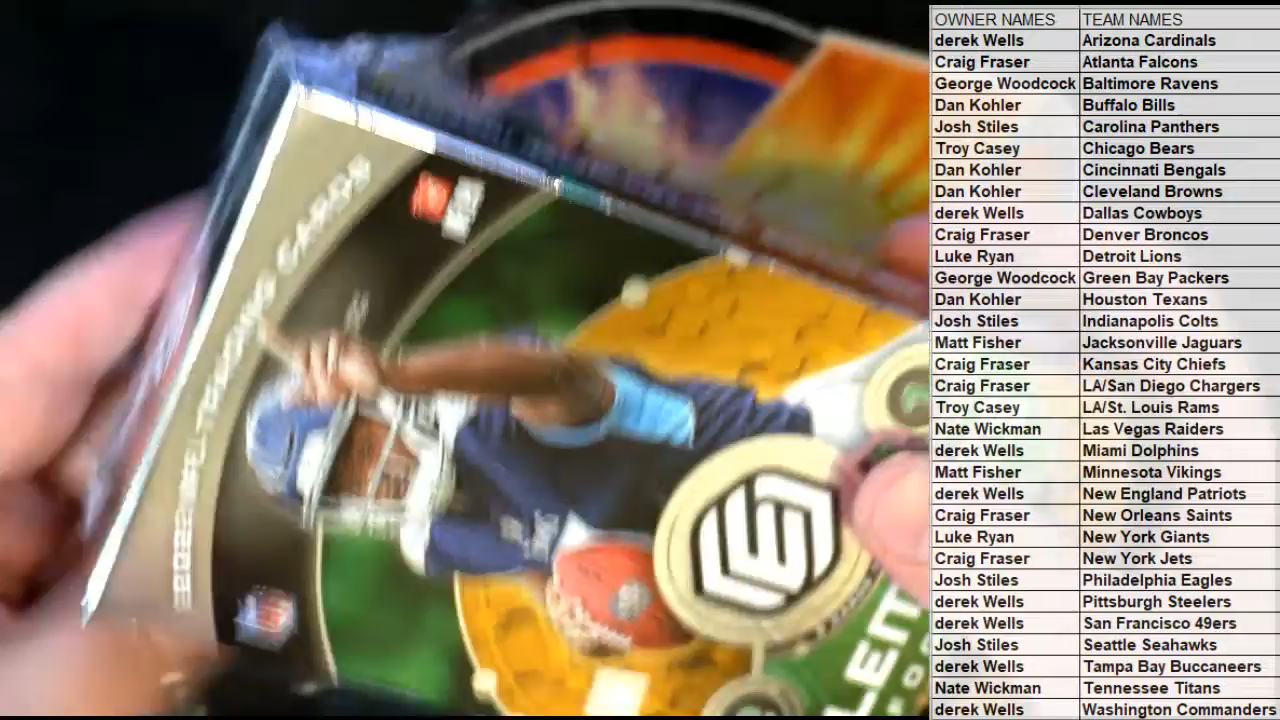 OWNER NAMES TEAM NAMES
derek Wells Arizona Cardinals
Craig Fraser Atlanta Falcons
George Woodcock Baltimore Ravens
Dan Kohler Buffalo Bills
Josh Stiles Carolina Panthers
Troy Casey Chicago Bears
Dan Kohler Cincinnati Bengals
Dan Kohler Cleveland Browns
derek Wells Dallas Cowboys
Craig Fraser Denver Broncos
Luke Ryan Detroit Lions
George Woodcock Green Bay Packers
Dan Kohler Houston Texans
Josh Stiles Indianapolis Colts
Matt Fisher Jacksonville Jaguars
Craig Fraser Kansas City Chiefs
Craig Fraser LA/San Diego Chargers
Troy Casey LA/St. Louis Rams
Nate Wickman Las Vegas Raiders
derek Wells Miami Dolphins
Matt Fisher Minnesota Vikings
derek Wells New England Patriots
Craig Fraser New Orleans Saints
Luke Ryan New York Giants
Craig Fraser New York Jets
Josh Stiles Philadelphia Eagles
derek Wells Pittsburgh Steelers
derek Wells San Francisco 49ers
Josh Stiles Seattle Seahawks
derek Wells Tampa Bay Buccaneers
Nate Wickman Tennessee Titans
derek Wells Washington Commanders
CARDS